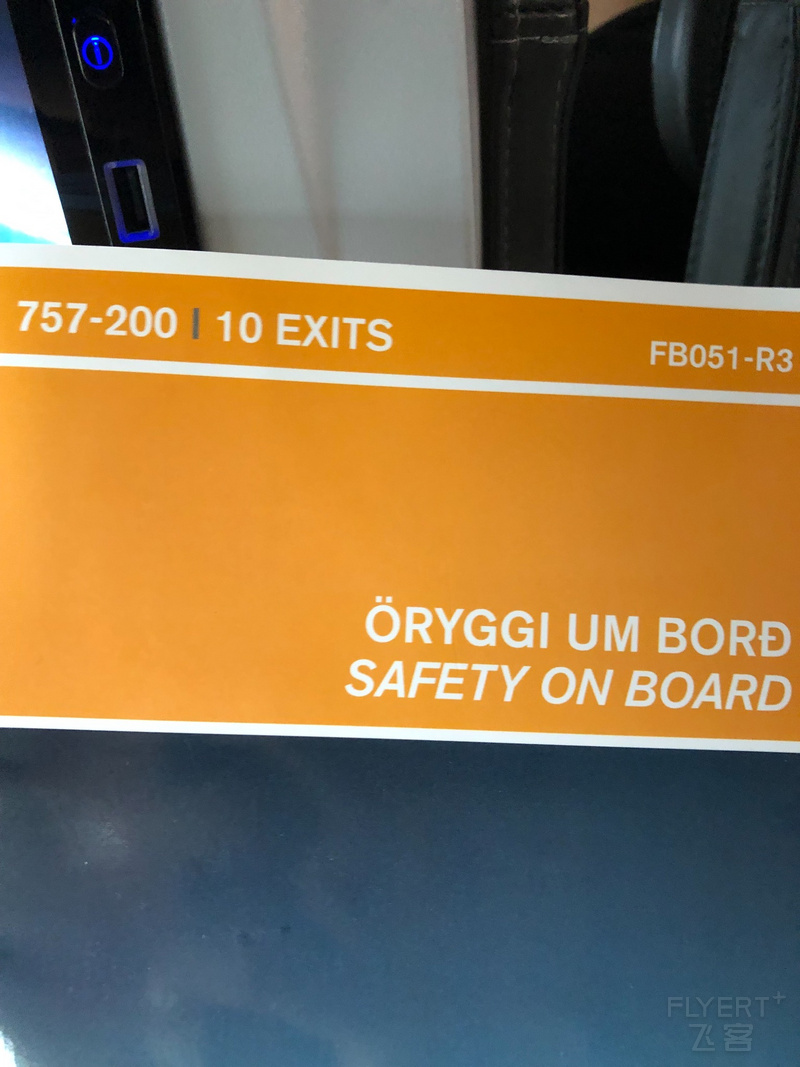 757-200 | 10 EXITS
FB051-R3
ÖRYGGI UM BORÐ
SAFETY ON BOARD
FLYERT+
飞客